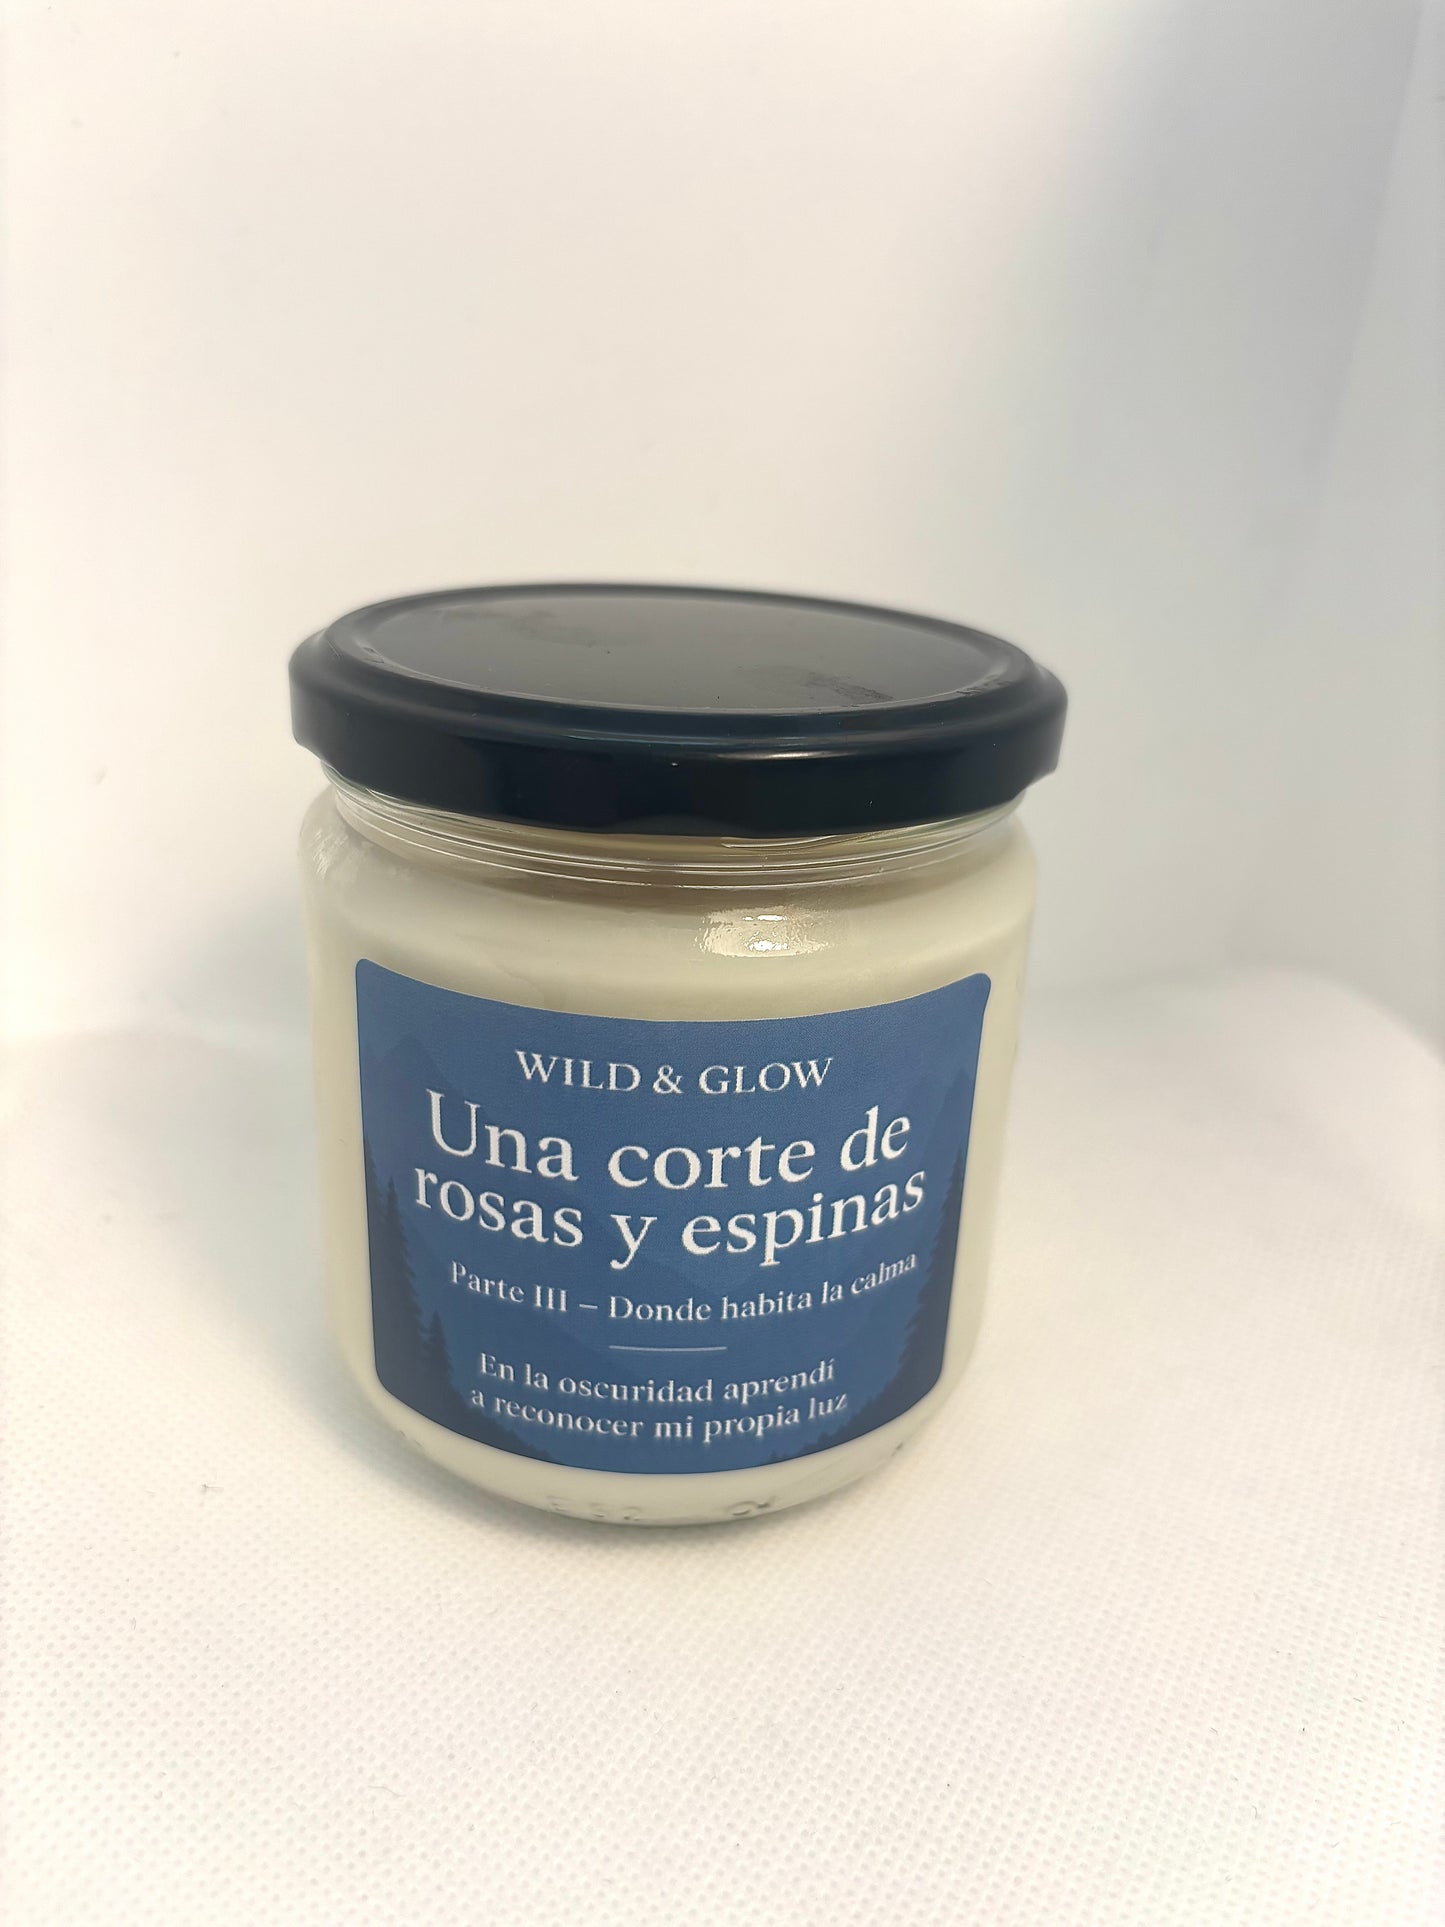 WILD & GLOW
Una corte de
rosas y espinas
Parte III – Donde habita la calma
En la oscuridad aprendí
a reconocer mi propia luz